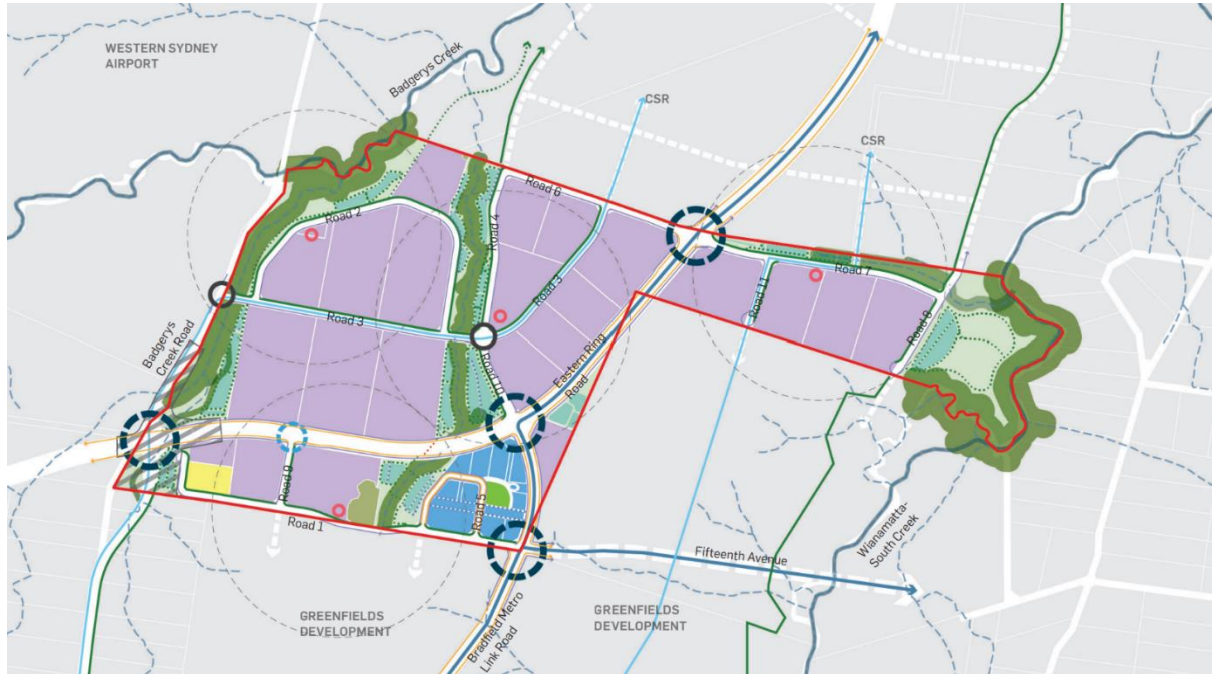 WESTERN SYDNEY
AIRPORT
Badgerys Creek
CSR
CSR
Road 6
Road 2
Road 4
Road 7
Road 3
Road 11
Road 3
Road 8
Badgerys
Creek Road
Road 10
Eastern Ring
Road
Road 9
Road 5
Road 1
Fifteenth Avenue
Wianamatta-
South Creek
GREENFIELDS
DEVELOPMENT
GREENFIELDS
DEVELOPMENT
Bradfield Metro
Link Road